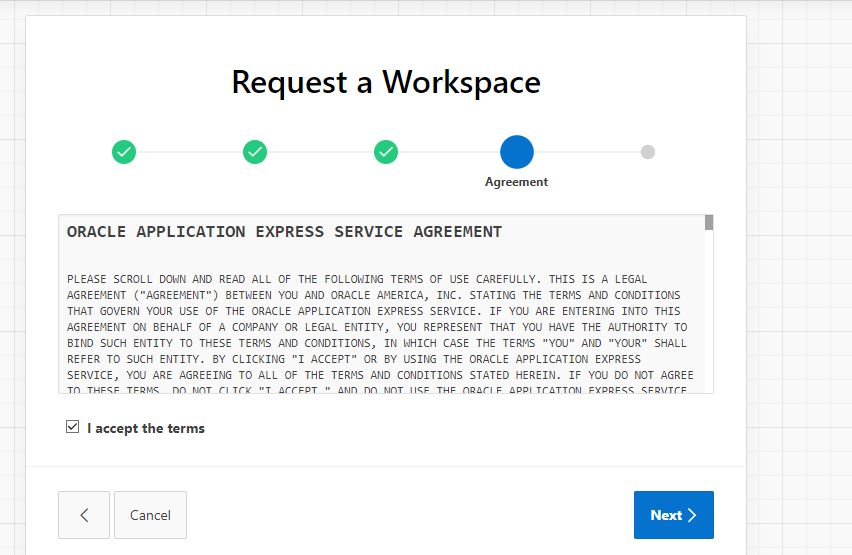 Request a Workspace
Agreement
ORACLE APPLICATION EXPRESS SERVICE AGREEMENT
PLEASE SCROLL DOWN AND READ ALL OF THE FOLLOWING TERMS OF USE CAREFULLY. THIS IS A LEGAL
AGREEMENT ("AGREEMENT") BETWEEN YOU AND ORACLE AMERICA, INC. STATING THE TERMS AND CONDITIONS
THAT GOVERN YOUR USE OF THE ORACLE APPLICATION EXPRESS SERVICE. IF YOU ARE ENTERING INTO THIS
AGREEMENT ON BEHALF OF A COMPANY OR LEGAL ENTITY, YOU REPRESENT THAT YOU HAVE THE AUTHORITY TO
BIND SUCH ENTITY TO THESE TERMS AND CONDITIONS, IN WHICH CASE THE TERMS "YOU" AND "YOUR" SHALL
REFER TO SUCH ENTITY. BY CLICKING "I ACCEPT" OR BY USING THE ORACLE APPLICATION EXPRESS
SERVICE, YOU ARE AGREEING TO ALL OF THE TERMS AND CONDITIONS STATED HEREIN. IF YOU DO NOT AGREE
TO THESE TERMS, DO NOT CLICK "I ACCEPT," AND DO NOT USE THE ORACLE APPLICATION EXPRESS SERVICE
I accept the terms
Cancel
Next